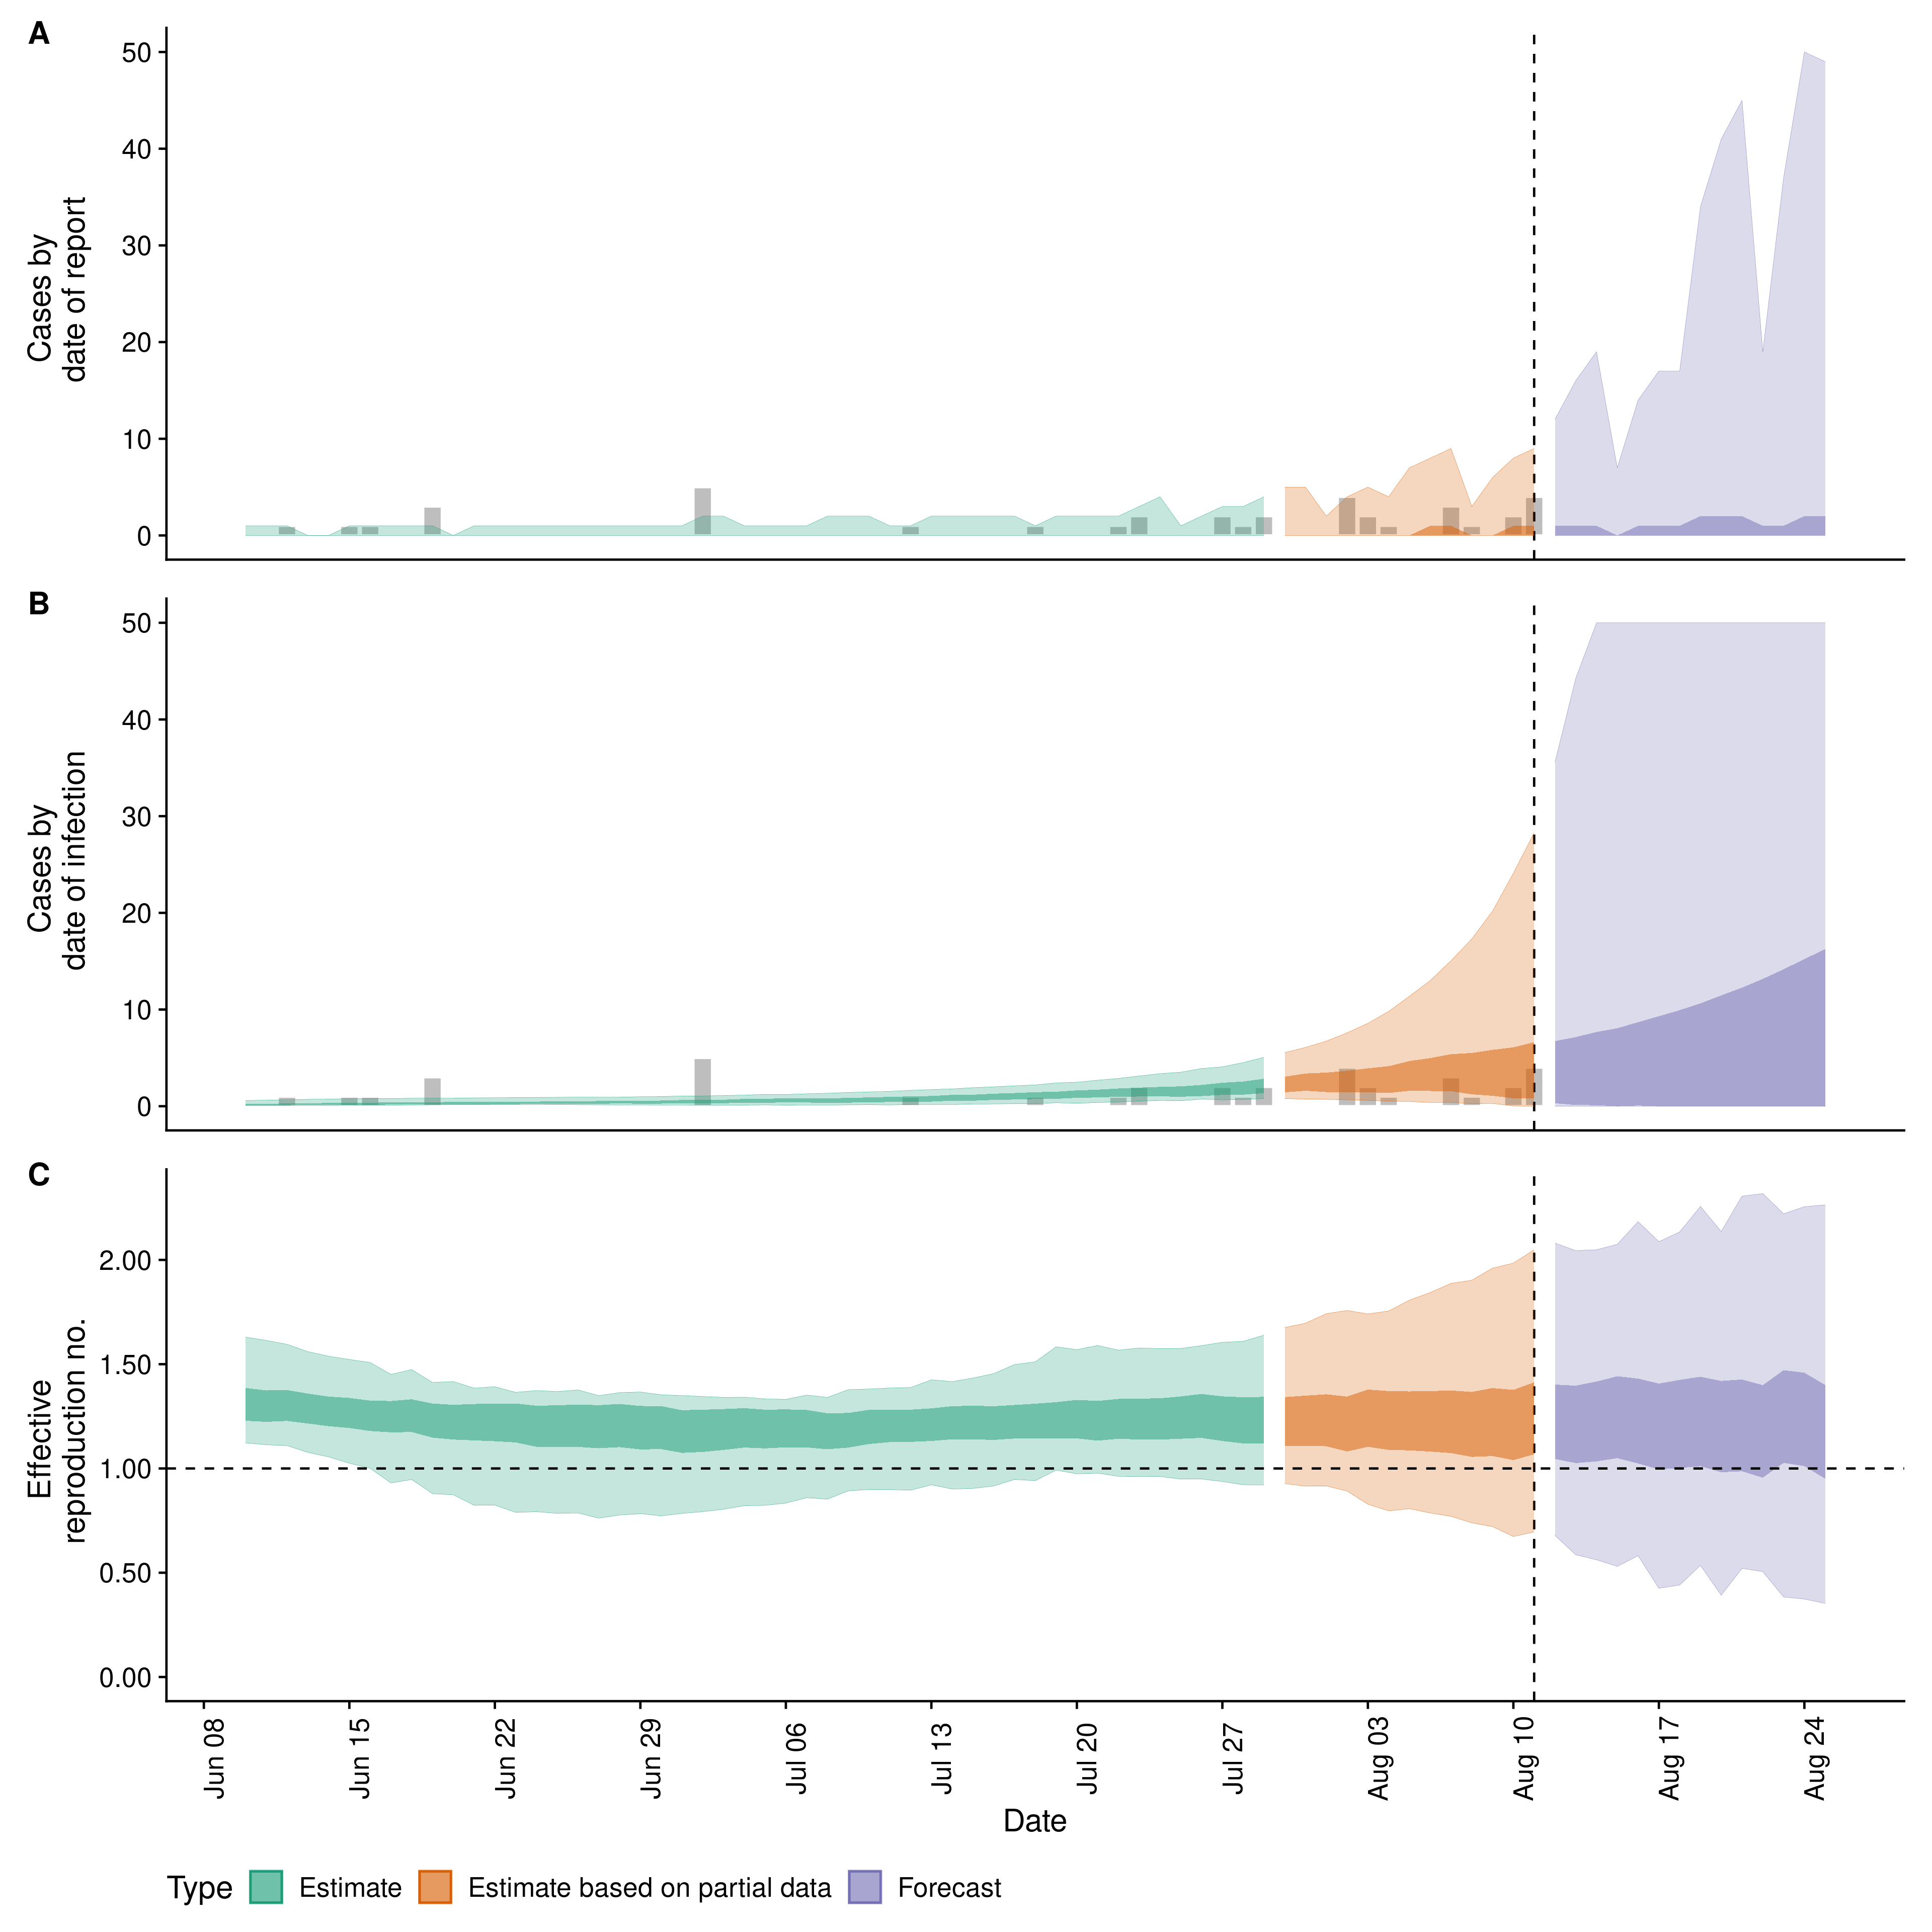 A
50
40
30
20
10
0
Cases by
date of report
B
50
40
30
20
10
0
Cases by
date of infection
C
2.00
1.50
1.00
0.50
0.00
Effective
reproduction no.
Jun 08
Jun 15
Jun 22
Jun 29
Jul 06
Jul 13
Jul 20
Jul 27
Aug 03
Aug 10
Aug 17
Aug 24
Date
Type Estimate Estimate based on partial data Forecast